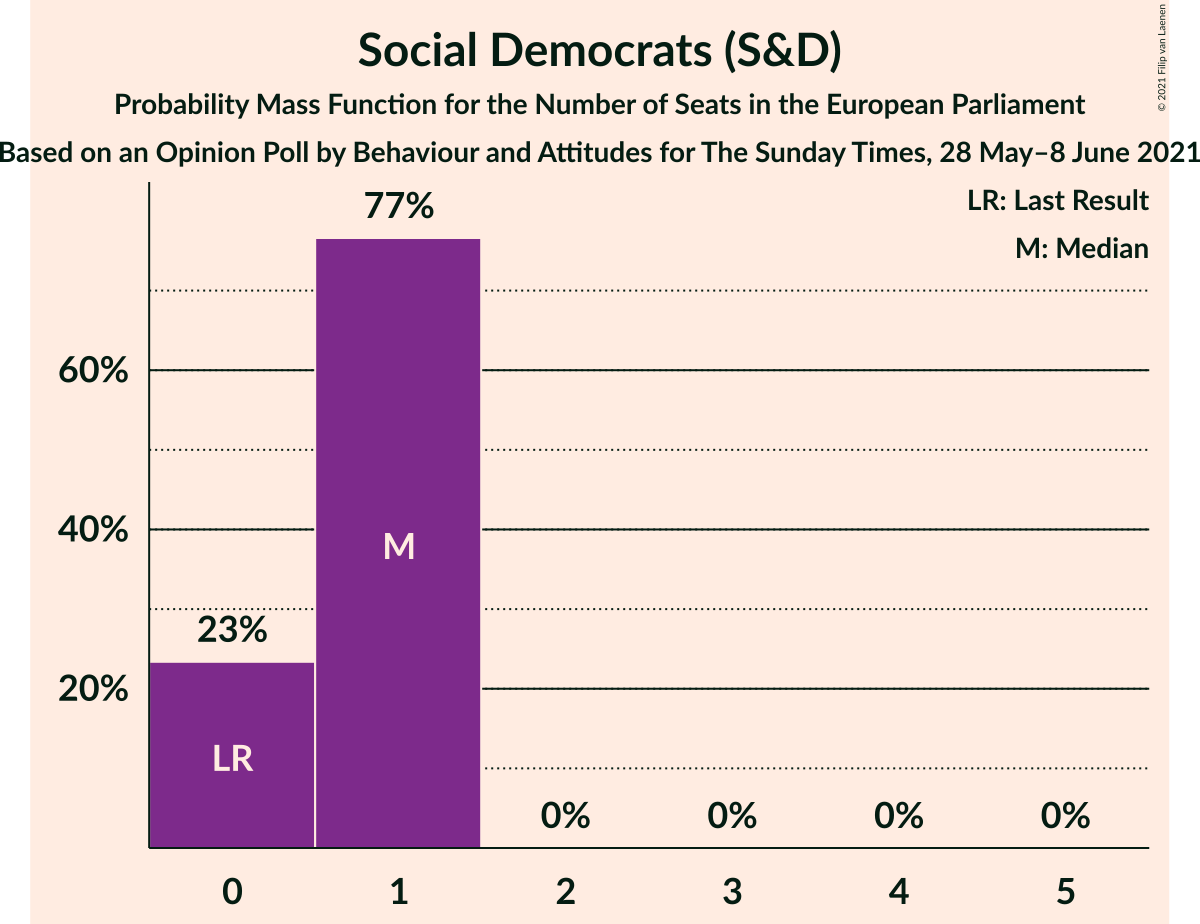 Social Democrats (S&D)
Probability Mass Function for the Number of Seats in the European Parliament
Based on an Opinion Poll by Behaviour and Attitudes for The Sunday Times, 28 May–8 June 2021
© 2021 Filip van Laenen
LR: Last Result
M: Median
77%
60%
40%
M
23%
20%
LR
0% 0% 0% 0%
0 1 2 3 4 5